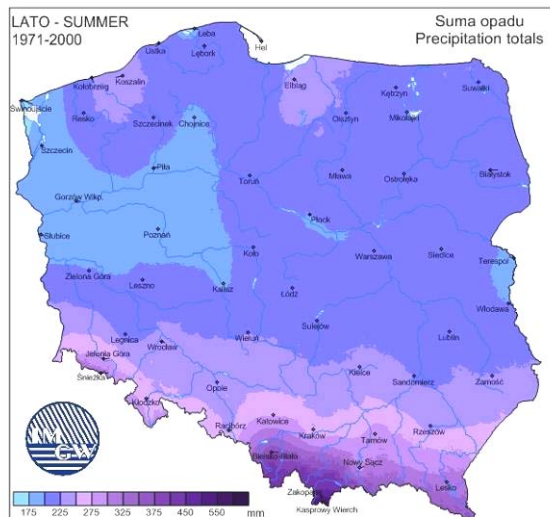 LATO - SUMMER
1971-2000
Suma opadu
Precipitation totals
Łeba
Hel
Ustka
Lębork
Koszalin
Kołobrzeg
Elbląg
Kętrzyn
Suwałki
Świnoujście
Resko
Szczecinek
Chojnice
Olsztyn
Mikołajki
Szczecin
Piła
Toruń
Mława
Ostrołęka
Białystok
Gorzów Wlkp.
Płock
Słubice
Poznań
Koło
Warszawa
Siedlce
Terespol
Zielona Góra
Leszno
Kalisz
Łódź
Włodawa
Sulejów
Legnica
Wrocław
Wieluń
Lublin
Jelenia Góra
Śnieżka
Kielce
Sandomierz
Zamość
Opole
Kłodzko
Racibórz
Katowice
Kraków
Tarnów
Rzeszów
Bielsko-Biała
Nowy Sącz
Lesko
Zakopane
Kasprowy Wierch
IM
GW
175 225 275 325 375 450 550 mm